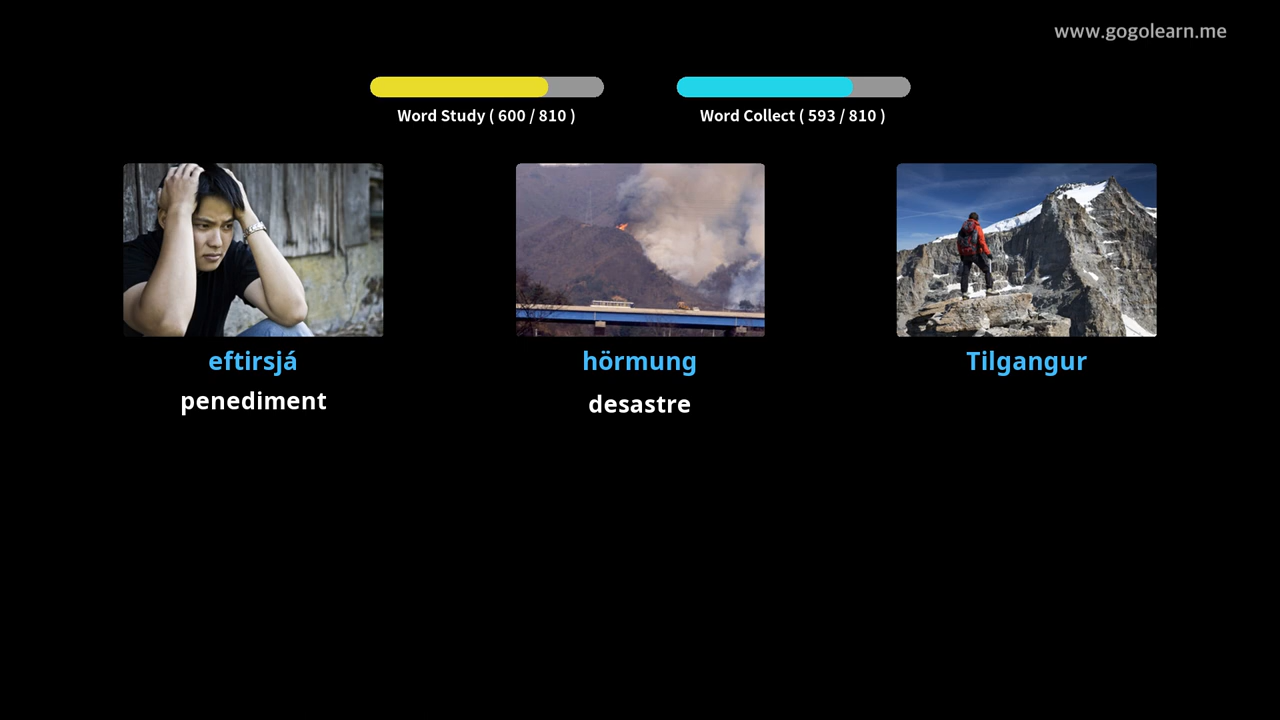 www.gogolearn.me
Word Study ( 600 / 810 )
Word Collect ( 593 / 810 )
eftirsjá
penediment
hörmung
desastre
Tilgangur